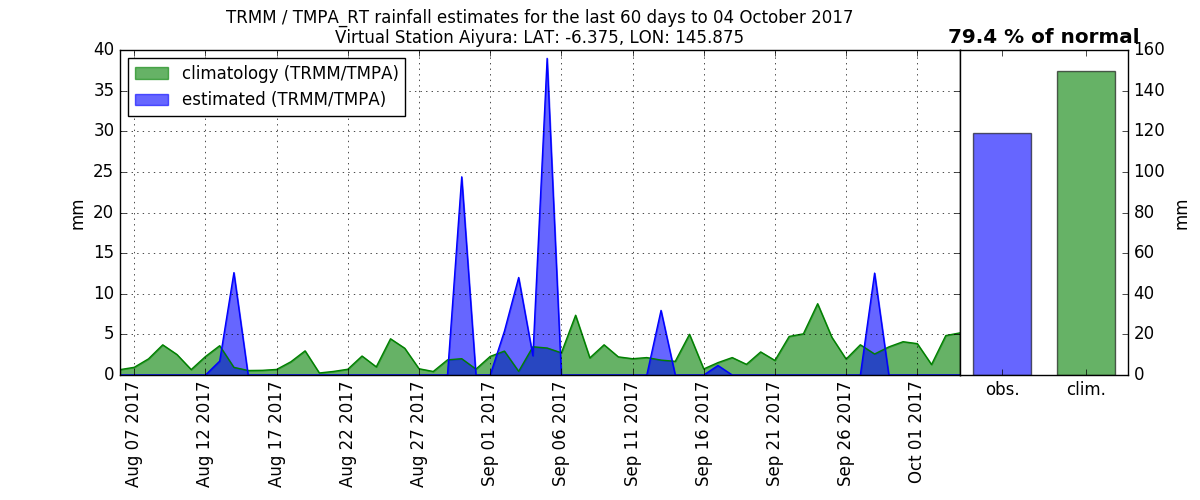 TRMM / TMPA_RT rainfall estimates for the last 60 days to 04 October 2017
Virtual Station Aiyura: LAT: -6.375, LON: 145.875
79.4 % of normal
climatology (TRMM/TMPA)
estimated (TRMM/TMPA)
mm
40
35
30
25
20
15
10
5
0
Aug 07 2017
Aug 12 2017
Aug 17 2017
Aug 22 2017
Aug 27 2017
Sep 01 2017
Sep 06 2017
Sep 11 2017
Sep 16 2017
Sep 21 2017
Sep 26 2017
Oct 01 2017
obs.
clim.
160
140
120
100
80
60
40
20
0
mm